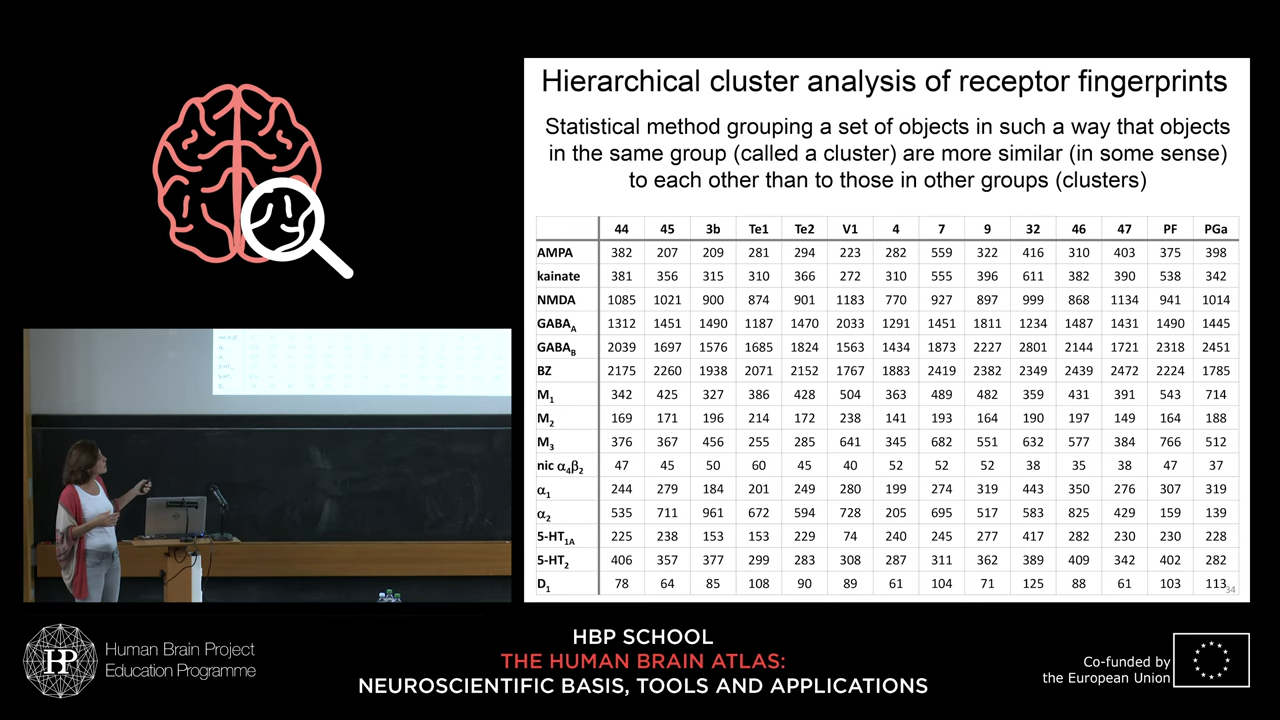 Hierarchical cluster analysis of receptor fingerprints
Statistical method grouping a set of objects in such a way that objects
in the same group (called a cluster) are more similar (in some sense)
to each other than to those in other groups (clusters)
44 45 3b Te1 Te2 V1 4 7 9 32 46 47 PF PGa
AMPA 382 207 209 281 294 223 282 559 322 416 310 403 375 398
kainate 381 356 315 310 366 272 310 555 396 611 382 390 538 342
NMDA 1085 1021 900 874 901 1183 770 927 897 999 868 1134 941 1014
GABAA 1312 1451 1490 1187 1470 2033 1291 1451 1811 1234 1487 1431 1490 1445
GABAB 2039 1697 1576 1685 1824 1563 1434 1873 2227 2801 2144 1721 2318 2451
BZ 2175 2260 1938 2071 2152 1767 1883 2419 2382 2349 2439 2472 2224 1785
M1 342 425 327 386 428 504 363 489 482 359 431 391 543 714
M2 169 171 196 214 172 238 141 193 164 190 197 149 164 188
M3 376 367 456 255 285 641 345 682 551 632 577 384 766 512
nic α4β2 47 45 50 60 45 40 52 52 52 38 35 38 47 37
α1 244 279 184 201 249 280 199 274 319 443 350 276 307 319
α2 535 711 961 672 594 728 205 695 517 583 825 429 159 139
5-HT1A 225 238 153 153 229 74 240 245 277 417 282 230 230 228
5-HT2 406 357 377 299 283 308 287 311 362 389 409 342 402 282
D1 78 64 85 108 90 89 61 104 71 125 88 61 103 113
34
HBP
Human Brain Project
Education Programme
HBP SCHOOL
THE HUMAN BRAIN ATLAS:
NEUROSCIENTIFIC BASIS, TOOLS AND APPLICATIONS
Co-funded by
the European Union